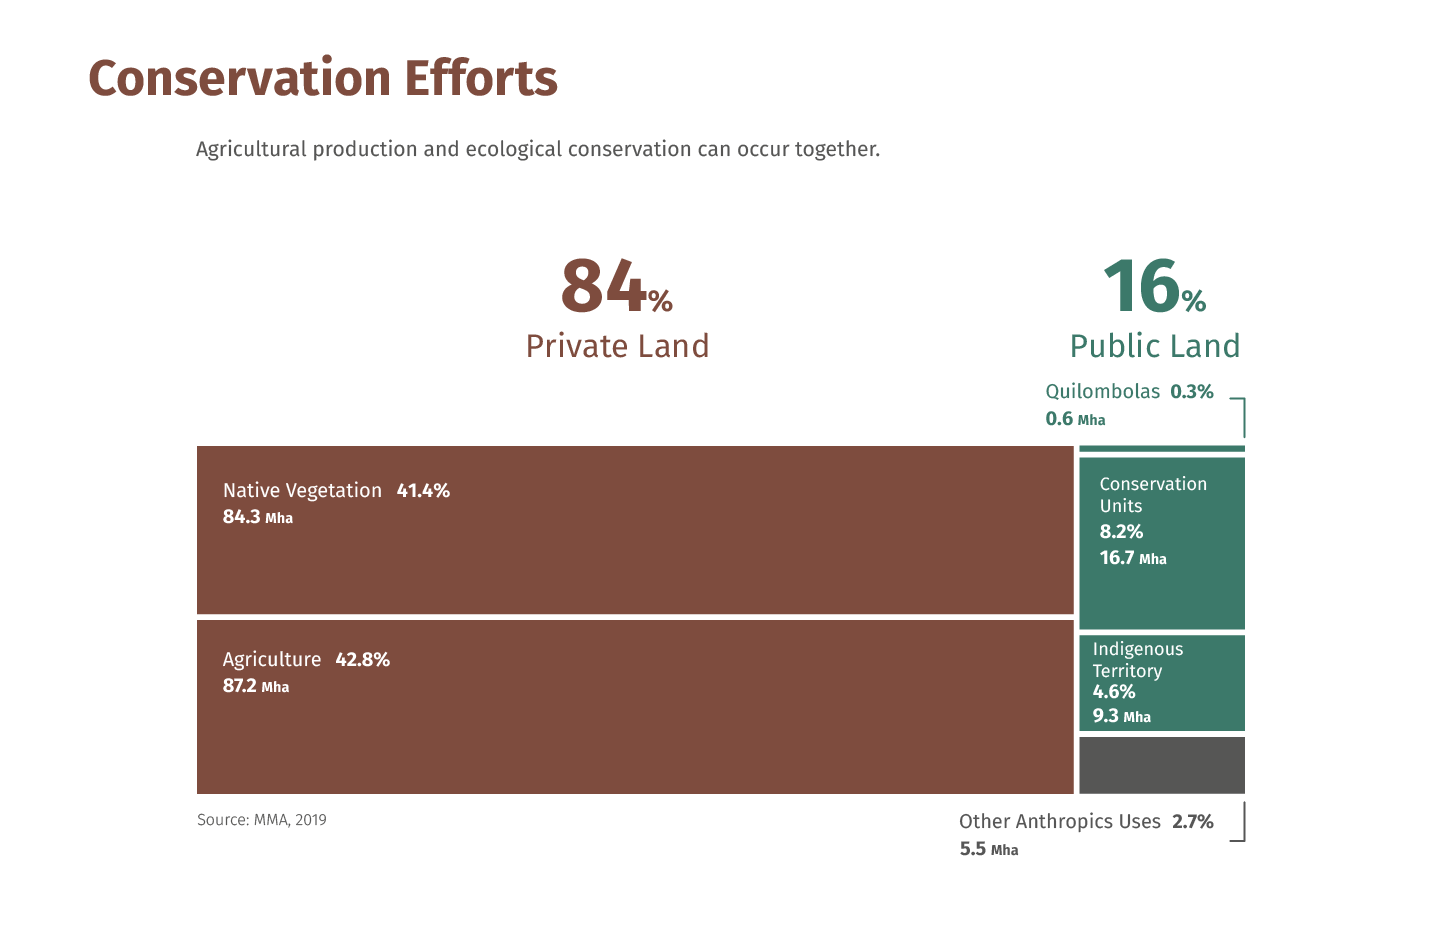 Conservation Efforts
Agricultural production and ecological conservation can occur together.
84%
Private Land
16%
Public Land
Quilombolas 0.3%
0.6 Mha
Native Vegetation 41.4%
84.3 Mha
Conservation
Units
8.2%
16.7 Mha
Agriculture 42.8%
87.2 Mha
Indigenous
Territory
4.6%
9.3 Mha
Source: MMA, 2019
Other Anthropics Uses 2.7%
5.5 Mha